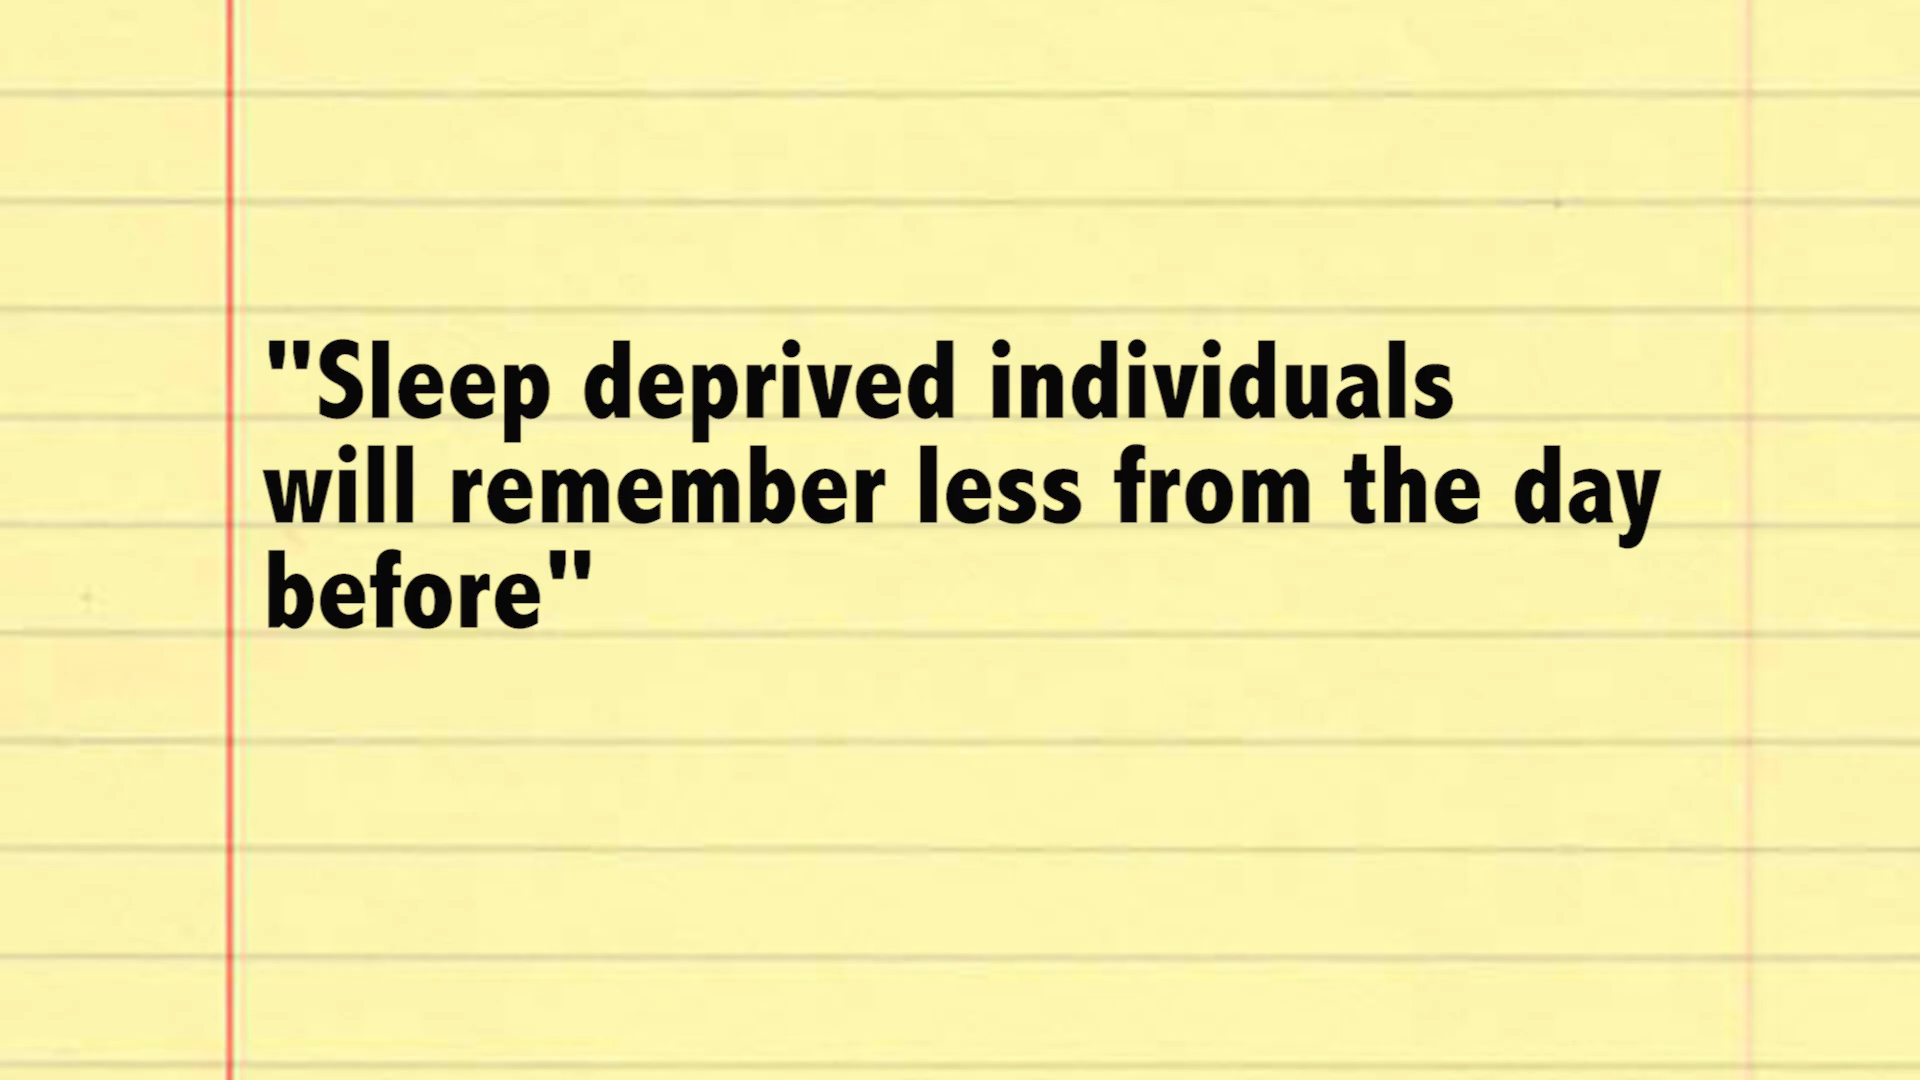 "Sleep deprived individuals
will remember less from the day
before"